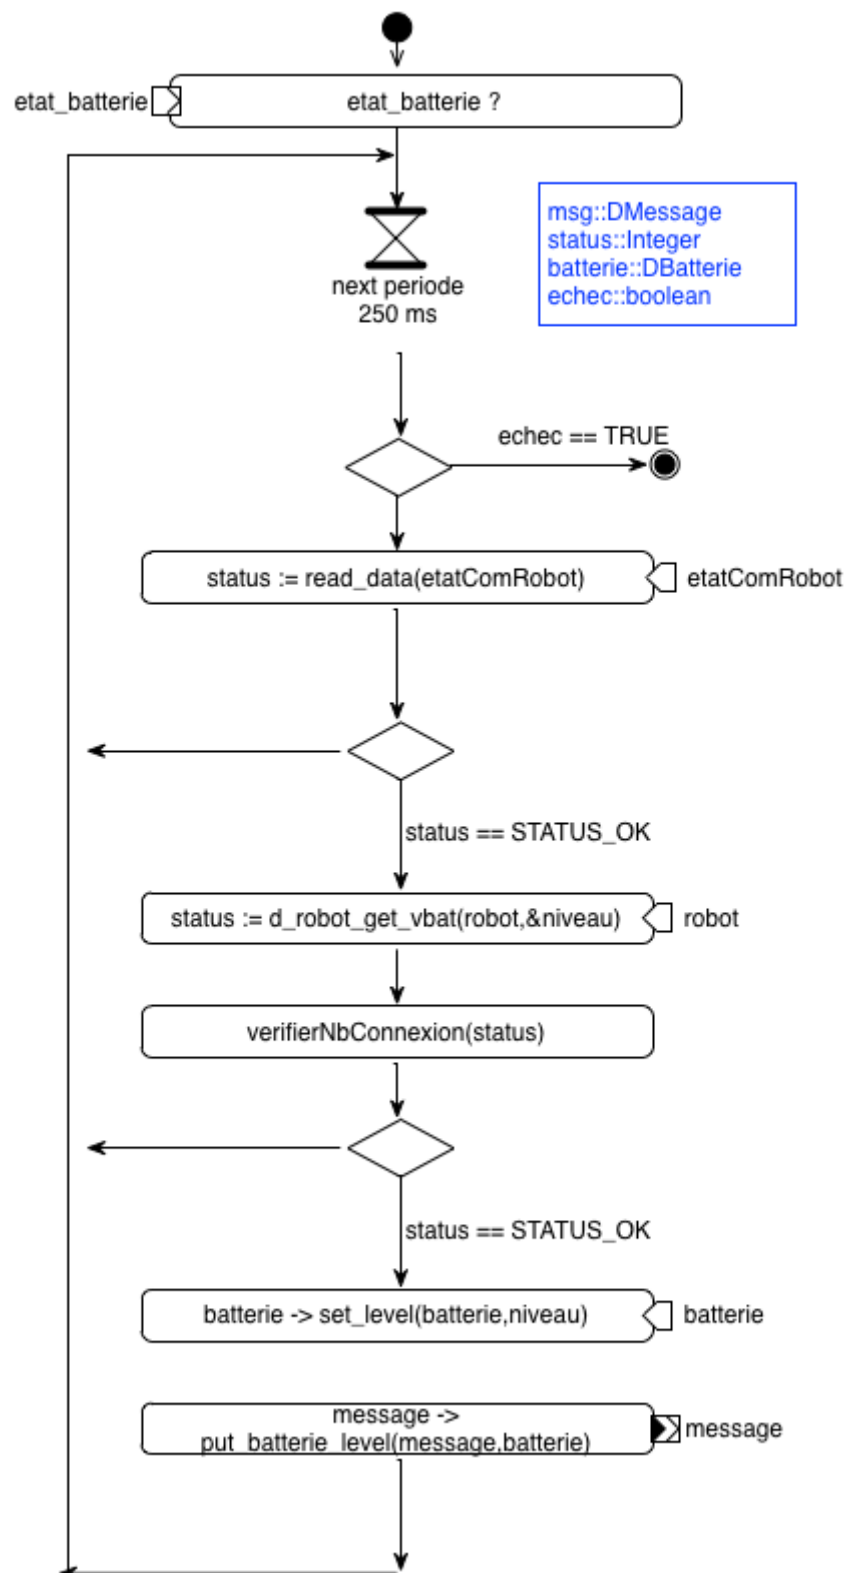 etat_batterie
etat_batterie ?
msg::DMessage
status::Integer
batterie::DBatterie
echec::boolean
next periode
250 ms
echec == TRUE
status := read_data(etatComRobot)
etatComRobot
status == STATUS_OK
status := d_robot_get_vbat(robot,&niveau)
robot
verifierNbConnexion(status)
status == STATUS_OK
batterie -> set_level(batterie,niveau)
batterie
message ->
put_batterie_level(message,batterie)
message